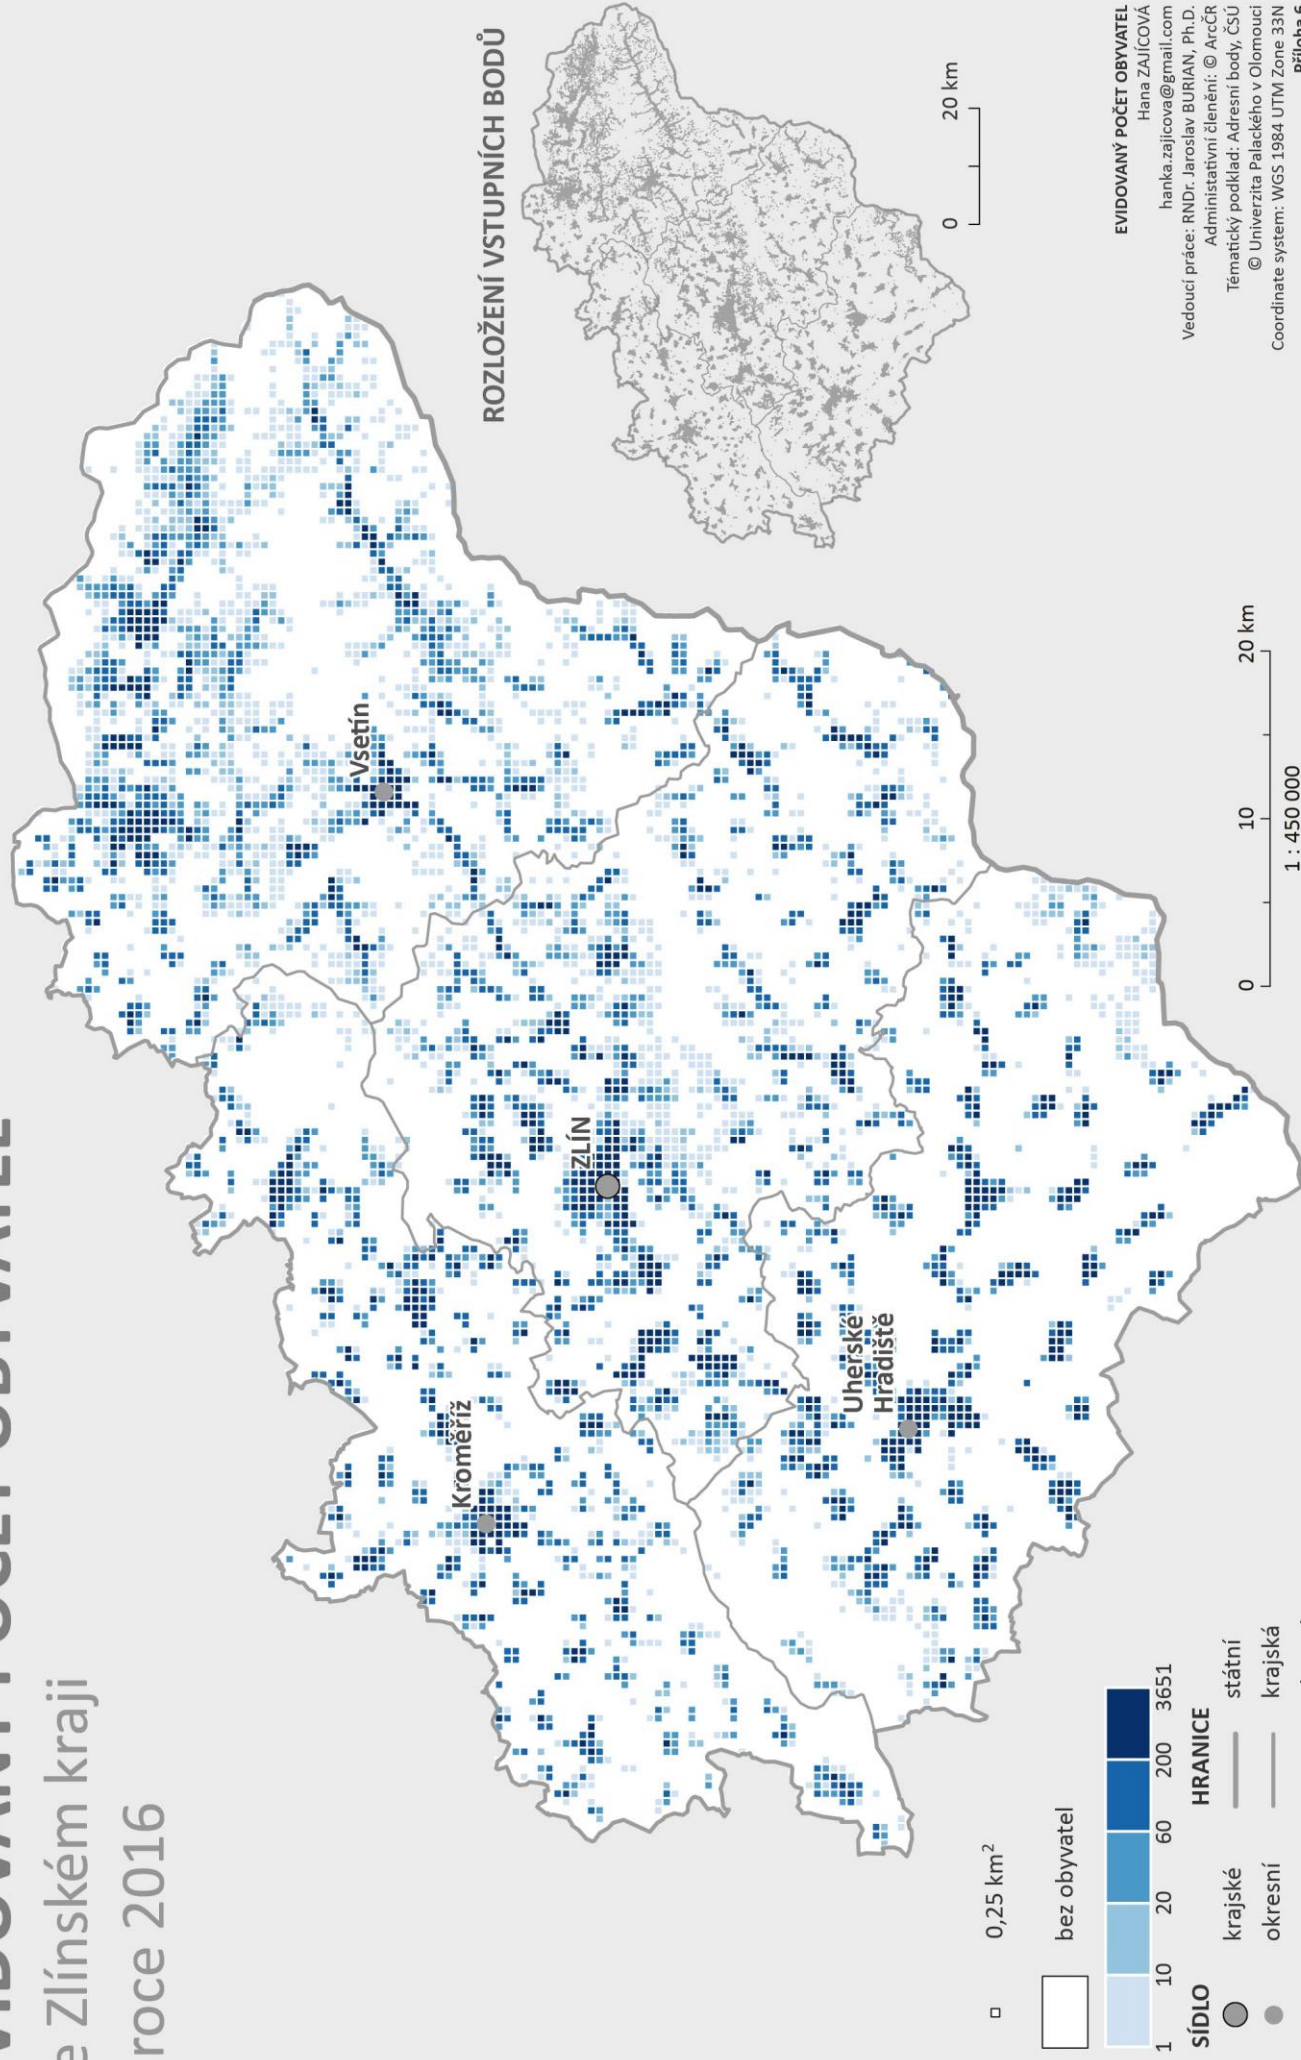 e Zlínském kraji
roce 2016
ROZLOŽENÍ VSTUPNÍCH BODŮ
0
20 km
Vsetín
ZLÍN
Kroměříž
Uherské
Hradiště
0,25 km²
bez obyvatel
1
10
20
60
200
3651
SÍDLO
krajské
okresní
HRANICE
státní
krajská
0
10
20 km
1 : 450 000
EVIDOVANÝ POČET OBYVATEL
Hana ZAJÍCOVÁ
hanka.zajicova@gmail.com
Vedoucí práce: RNDr. Jaroslav BURIAN, Ph.D.
Administativní členění: © ArcČR
Tématický podklad: Adresní body, ČSÚ
© Univerzita Palackého v Olomouci
Coordinate system: WGS 1984 UTM Zone 33N
Příloha 6